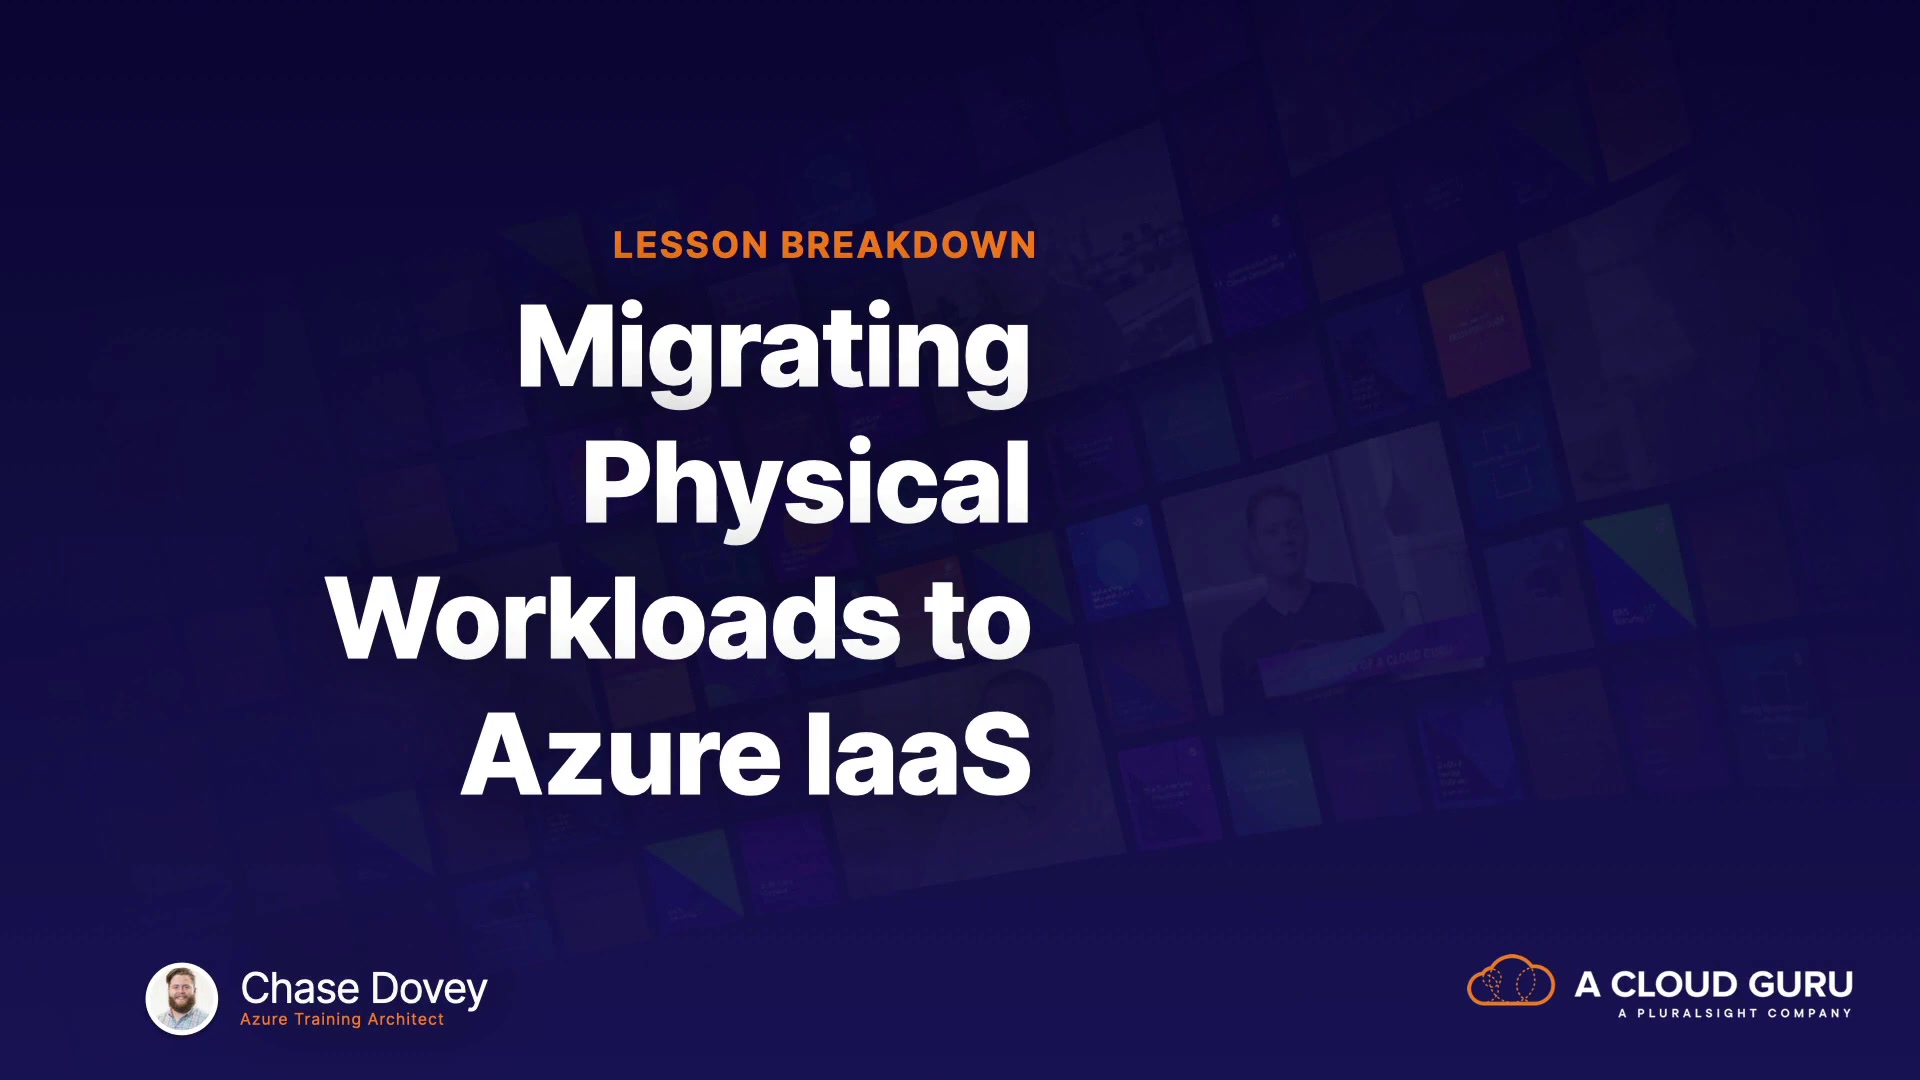 LESSON BREAKDOWN
Migrating
Physical
Workloads to
Azure IaaS
Chase Dovey
Azure Training Architect
A CLOUD GURU
A PLURALSIGHT COMPANY